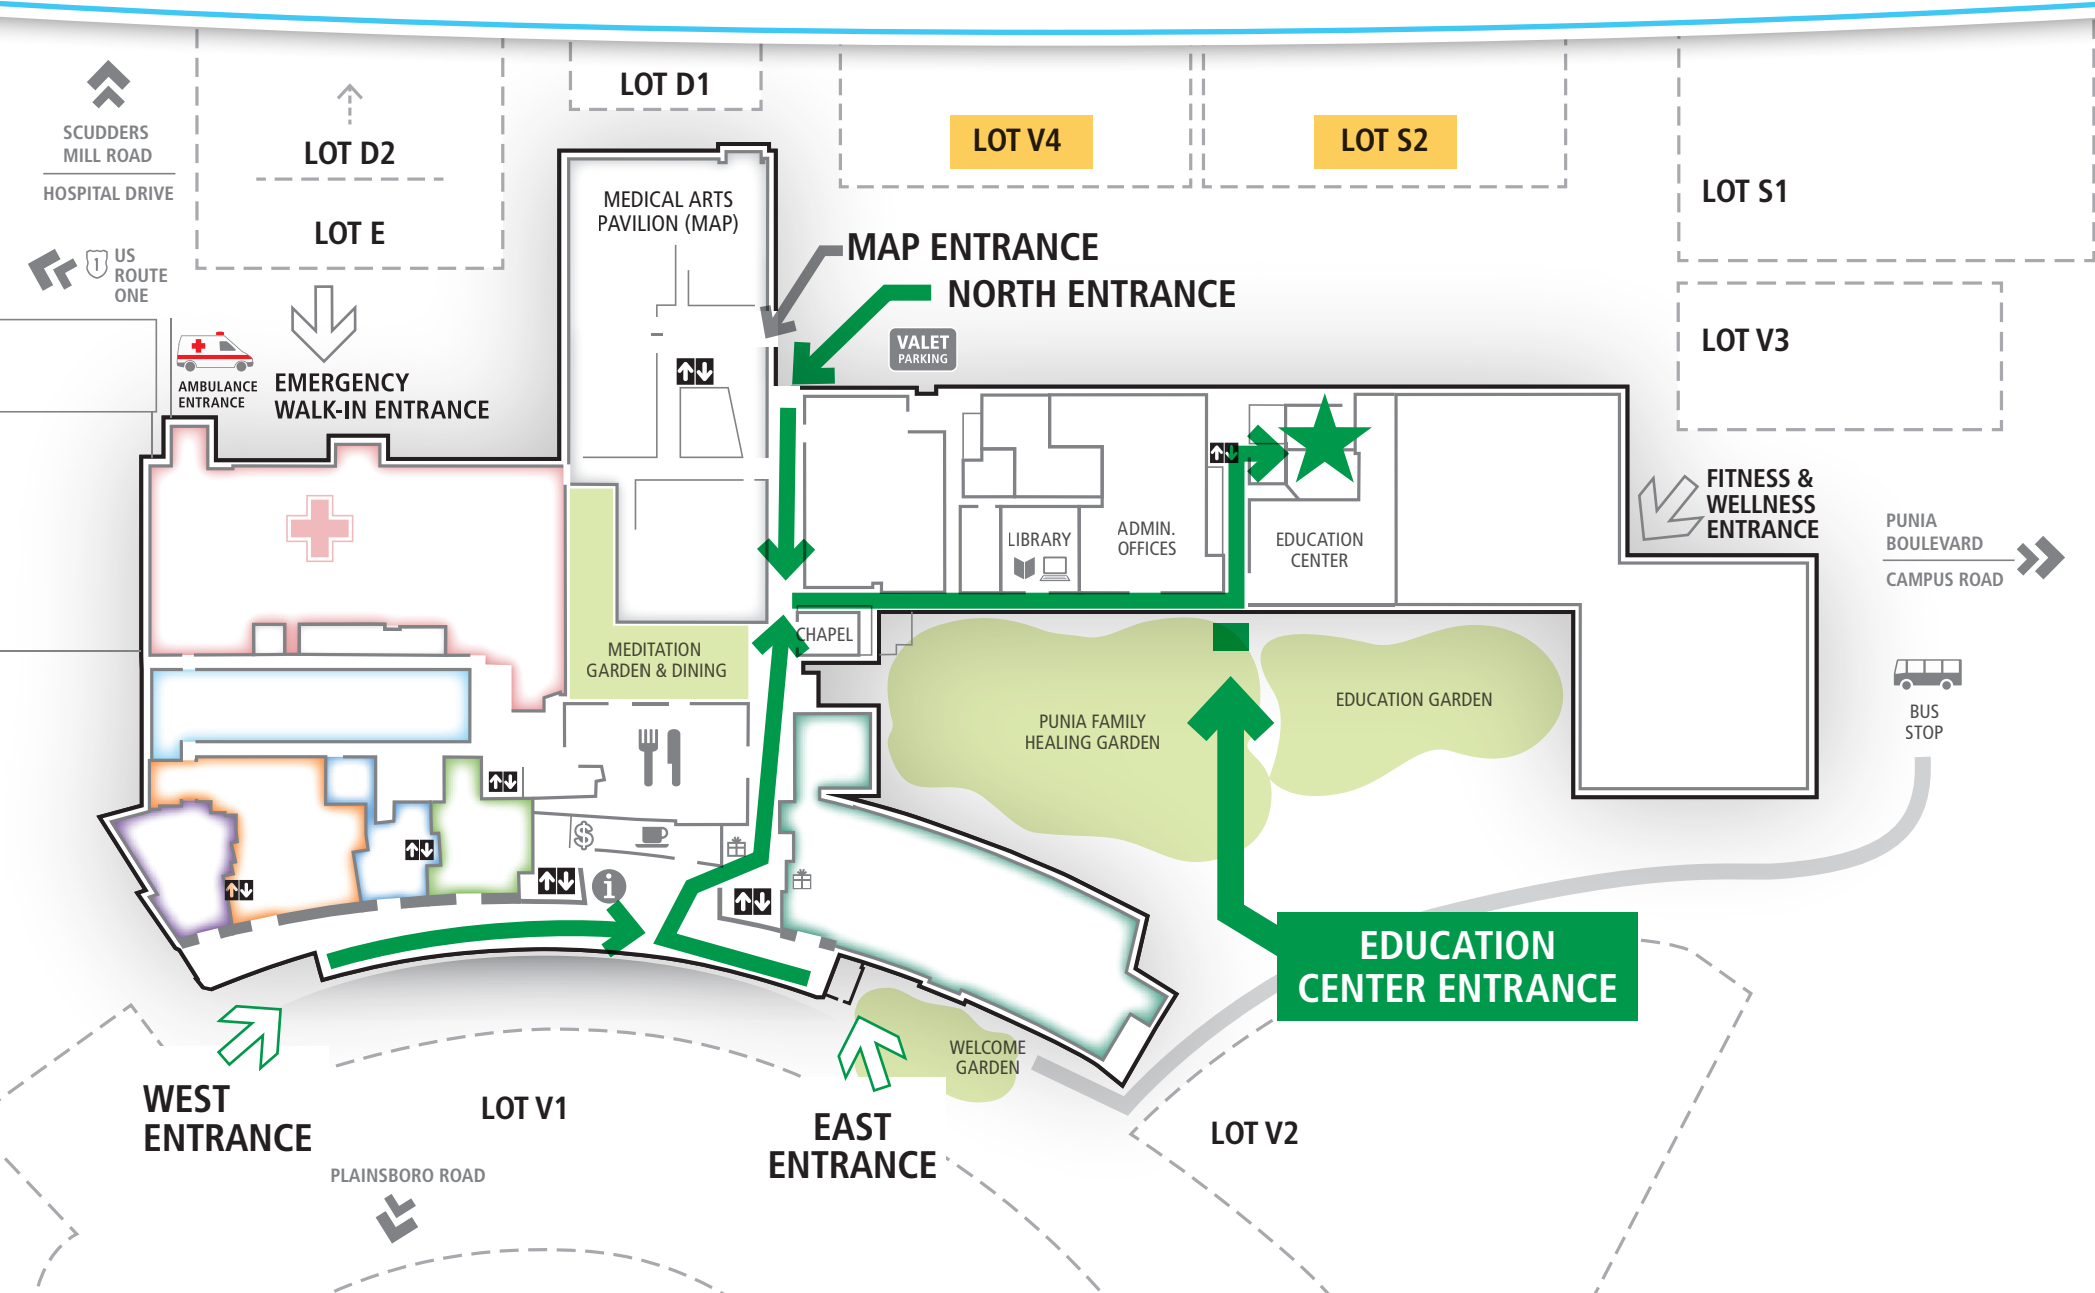 LOT D1
LOT V4
LOT S2
SCUDDERS
MILL ROAD
HOSPITAL DRIVE
LOT D2
LOT E
LOT S1
MEDICAL ARTS
PAVILION (MAP)
MAP ENTRANCE
NORTH ENTRANCE
1
US
ROUTE
ONE
VALET
PARKING
LOT V3
AMBULANCE
ENTRANCE
EMERGENCY
WALK-IN ENTRANCE
FITNESS &
WELLNESS
ENTRANCE
PUNIA
BOULEVARD
CAMPUS ROAD
LIBRARY
ADMIN.
OFFICES
EDUCATION
CENTER
CHAPEL
MEDITATION
GARDEN & DINING
PUNIA FAMILY
HEALING GARDEN
EDUCATION GARDEN
BUS
STOP
$
i
EDUCATION
CENTER ENTRANCE
WELCOME
GARDEN
WEST
ENTRANCE
LOT V1
EAST
ENTRANCE
LOT V2
PLAINSBORO ROAD